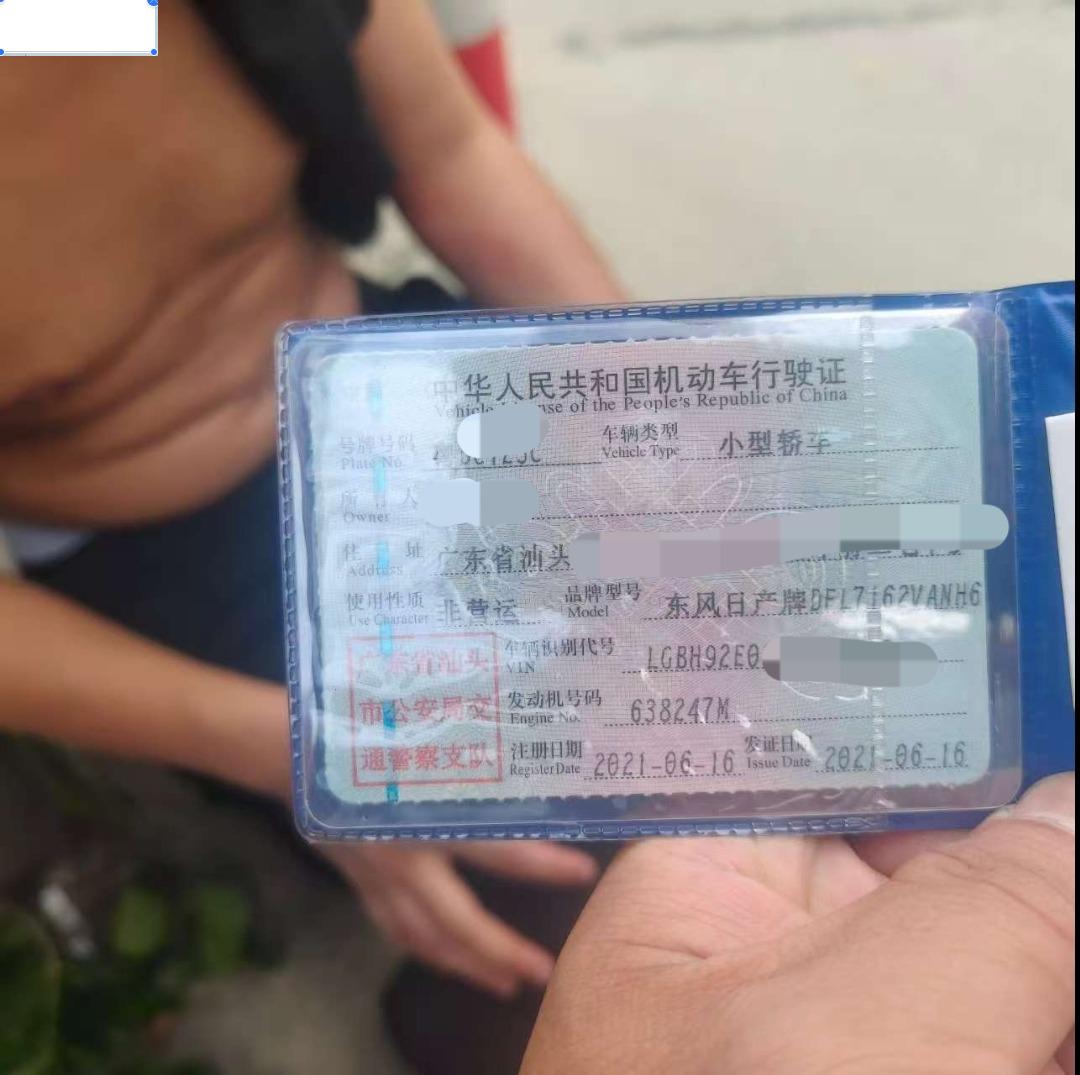 中华人民共和国机动车行驶证
of the People's Republic of China
号牌号码 车辆类型 小型轿车
Plate No. Vehicle Type
所 人
Owner
住 址 广东省汕头
Address
使用性质 非营运 品牌型号 东风日产牌DFL7162VANH6
Use Character Model
车辆识别代号 LGBH92E0
VIN
发动机号码 638247M
Engine No.
注册日期 2021-06-16 发证日期 2021-06-16
Register Date Issue Date
广东省汕头
市公安局交
通警察支队